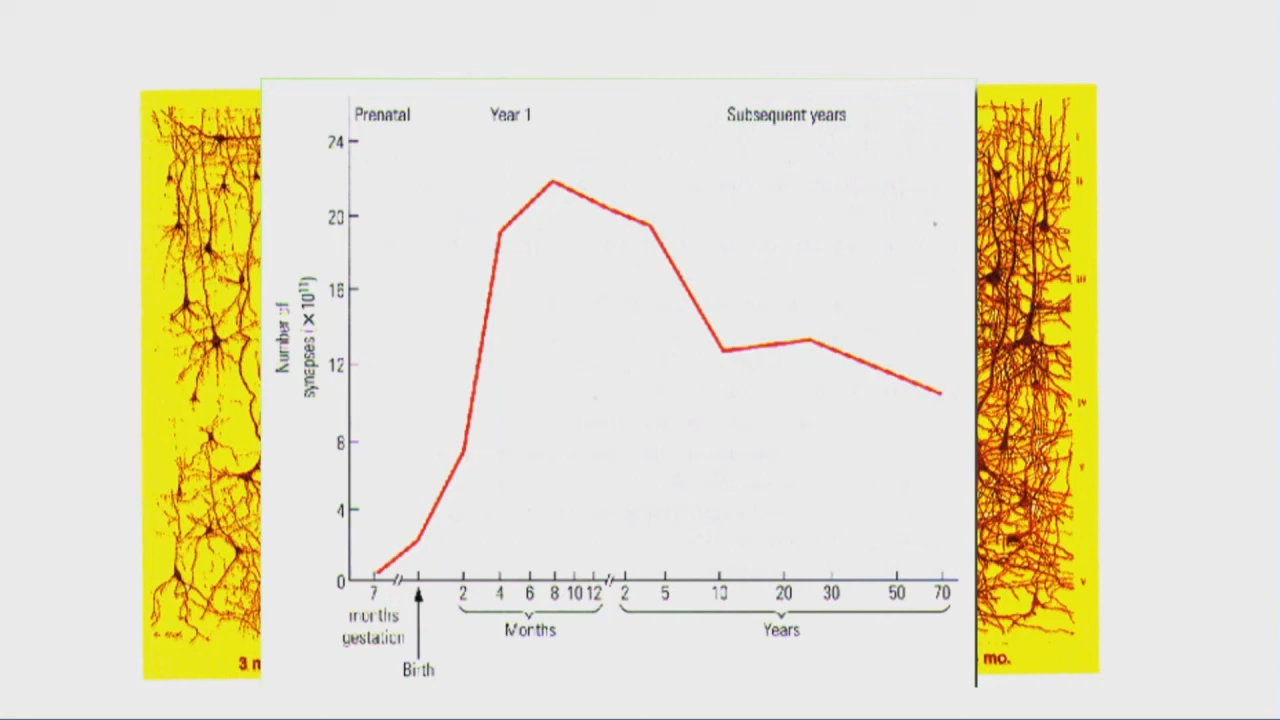 Prenatal
Year 1
Subsequent years
24
20
16
12
8
4
0
Number of
synapses (×10¹¹)
7
2
4
6
8
10
12
2
5
10
20
30
50
70
months
gestation
Months
Years
Birth
mo.